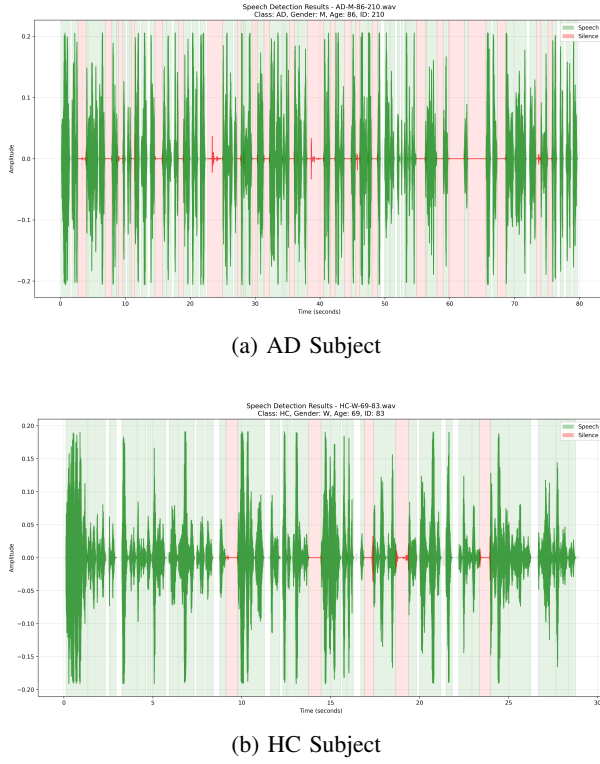 Speech Detection Results - AD-M-86-210.wav
Class: AD, Gender: M, Age: 86, ID: 210
Speech
Silence
0.2
0.1
0.0
−0.1
−0.2
Amplitude
0 10 20 30 40 50 60 70 80
Time (seconds)
(a) AD Subject
Speech Detection Results - HC-W-69-83.wav
Class: HC, Gender: W, Age: 69, ID: 83
Speech
Silence
0.20
0.15
0.10
0.05
0.00
−0.05
−0.10
−0.15
−0.20
Amplitude
0 5 10 15 20 25 30
Time (seconds)
(b) HC Subject